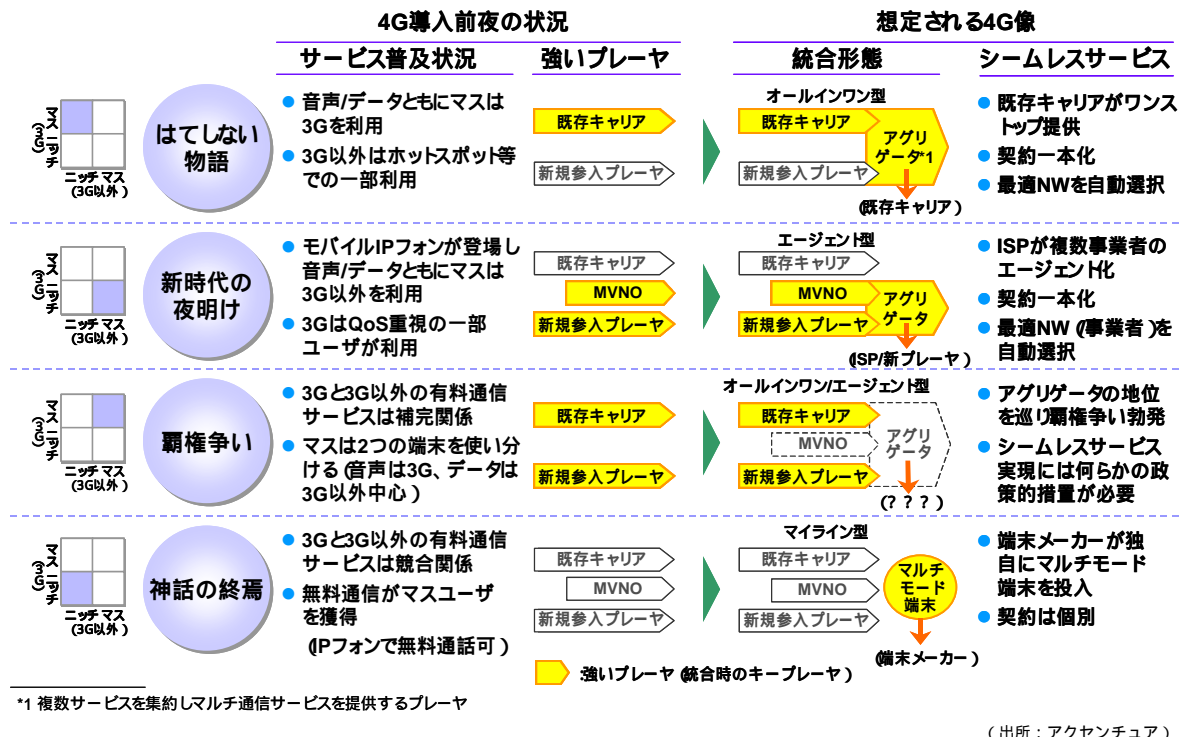 4G導入前夜の状況
想定される4G像
サービス普及状況
強いプレーヤ
統合形態
シームレスサービス
マス
ニッチ
(3G)
ニッチ マス
(3G以外)
はてしない
物語
● 音声/データともにマスは
3Gを利用
● 3G以外はホットスポット等
での一部利用
既存キャリア
新規参入プレーヤ
オールインワン型
既存キャリア
新規参入プレーヤ
アグリ
ゲータ*1
(既存キャリア)
● 既存キャリアがワンス
トップ提供
● 契約一本化
● 最適NWを自動選択
マス
ニッチ
(3G)
ニッチ マス
(3G以外)
新時代の
夜明け
● モバイルIPフォンが登場し
音声/データともにマスは
3G以外を利用
● 3GはQoS重視の一部
ユーザが利用
既存キャリア
MVNO
新規参入プレーヤ
エージェント型
既存キャリア
MVNO
新規参入プレーヤ
アグリ
ゲータ
(ISP/新プレーヤ)
● ISPが複数事業者の
エージェント化
● 契約一本化
● 最適NW(事業者)を
自動選択
マス
ニッチ
(3G)
ニッチ マス
(3G以外)
覇権争い
● 3Gと3G以外の有料通信
サービスは補完関係
● マスは2つの端末を使い分
ける(音声は3G、データは
3G以外中心)
既存キャリア
新規参入プレーヤ
オールインワン/エージェント型
既存キャリア
MVNO
新規参入プレーヤ
アグリ
ゲータ
(???)
● アグリゲータの地位
を巡り覇権争い勃発
● シームレスサービス
実現には何らかの政
策的措置が必要
マス
ニッチ
(3G)
ニッチ マス
(3G以外)
神話の終焉
● 3Gと3G以外の有料通信
サービスは競合関係
● 無料通信がマスユーザ
を獲得
(IPフォンで無料通話可)
既存キャリア
MVNO
新規参入プレーヤ
マイライン型
既存キャリア
MVNO
新規参入プレーヤ
マルチ
モード
端末
(端末メーカー)
● 端末メーカーが独
自にマルチモード
端末を投入
● 契約は個別
:強いプレーヤ(統合時のキープレーヤ)
*1 複数サービスを集約しマルチ通信サービスを提供するプレーヤ
(出所:アクセンチュア)